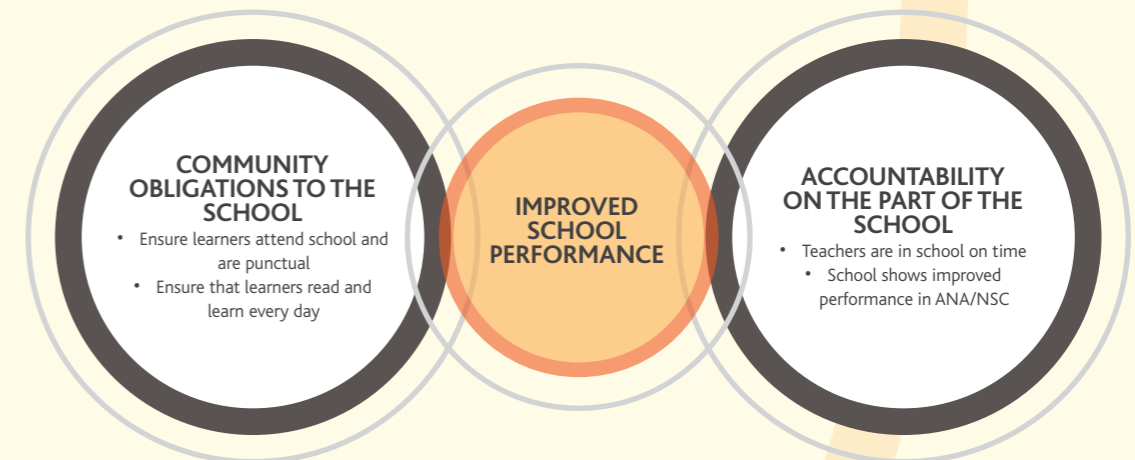 COMMUNITY
OBLIGATIONS TO THE
SCHOOL
• Ensure learners attend school and
are punctual
• Ensure that learners read and
learn every day
IMPROVED
SCHOOL
PERFORMANCE
ACCOUNTABILITY
ON THE PART OF THE
SCHOOL
• Teachers are in school on time
• School shows improved
performance in ANA/NSC